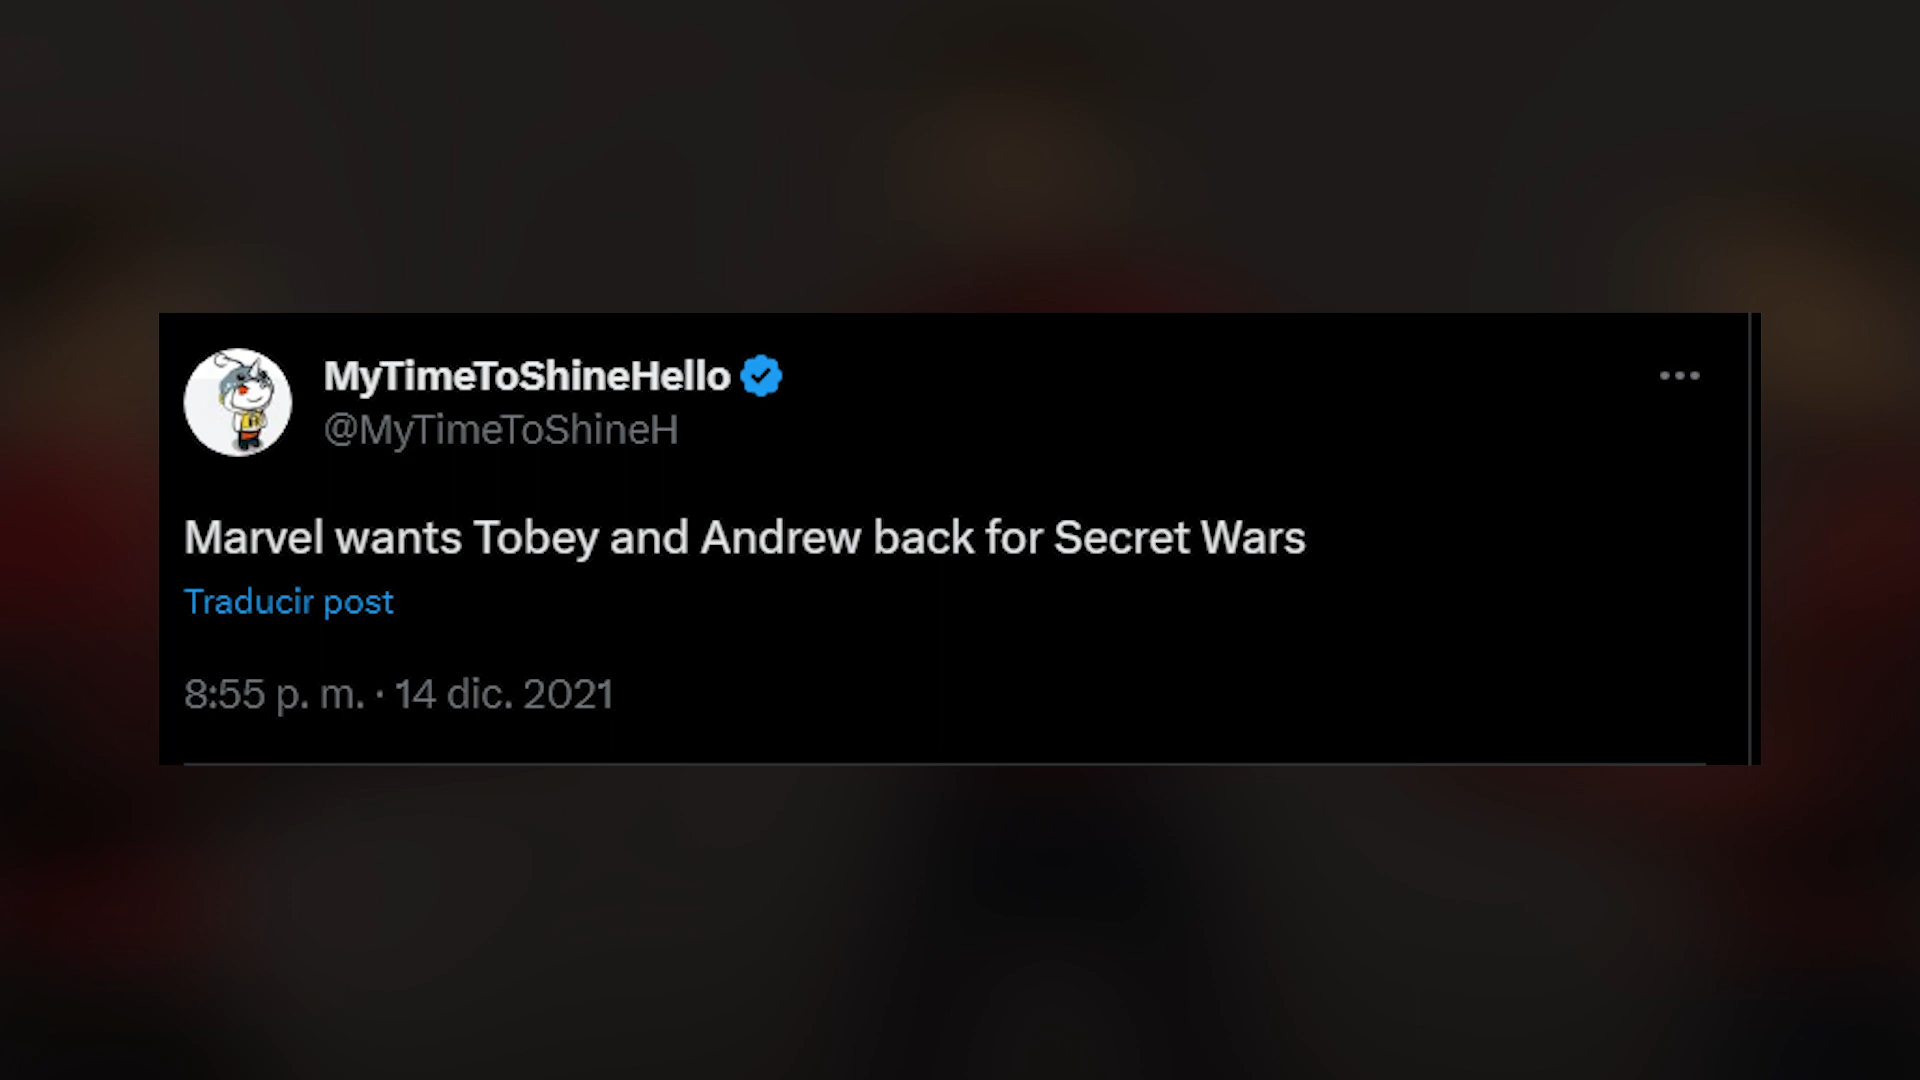 MyTimeToShineHello
@MyTimeToShineH
Marvel wants Tobey and Andrew back for Secret Wars
Traducir post
8:55 p. m. · 14 dic. 2021